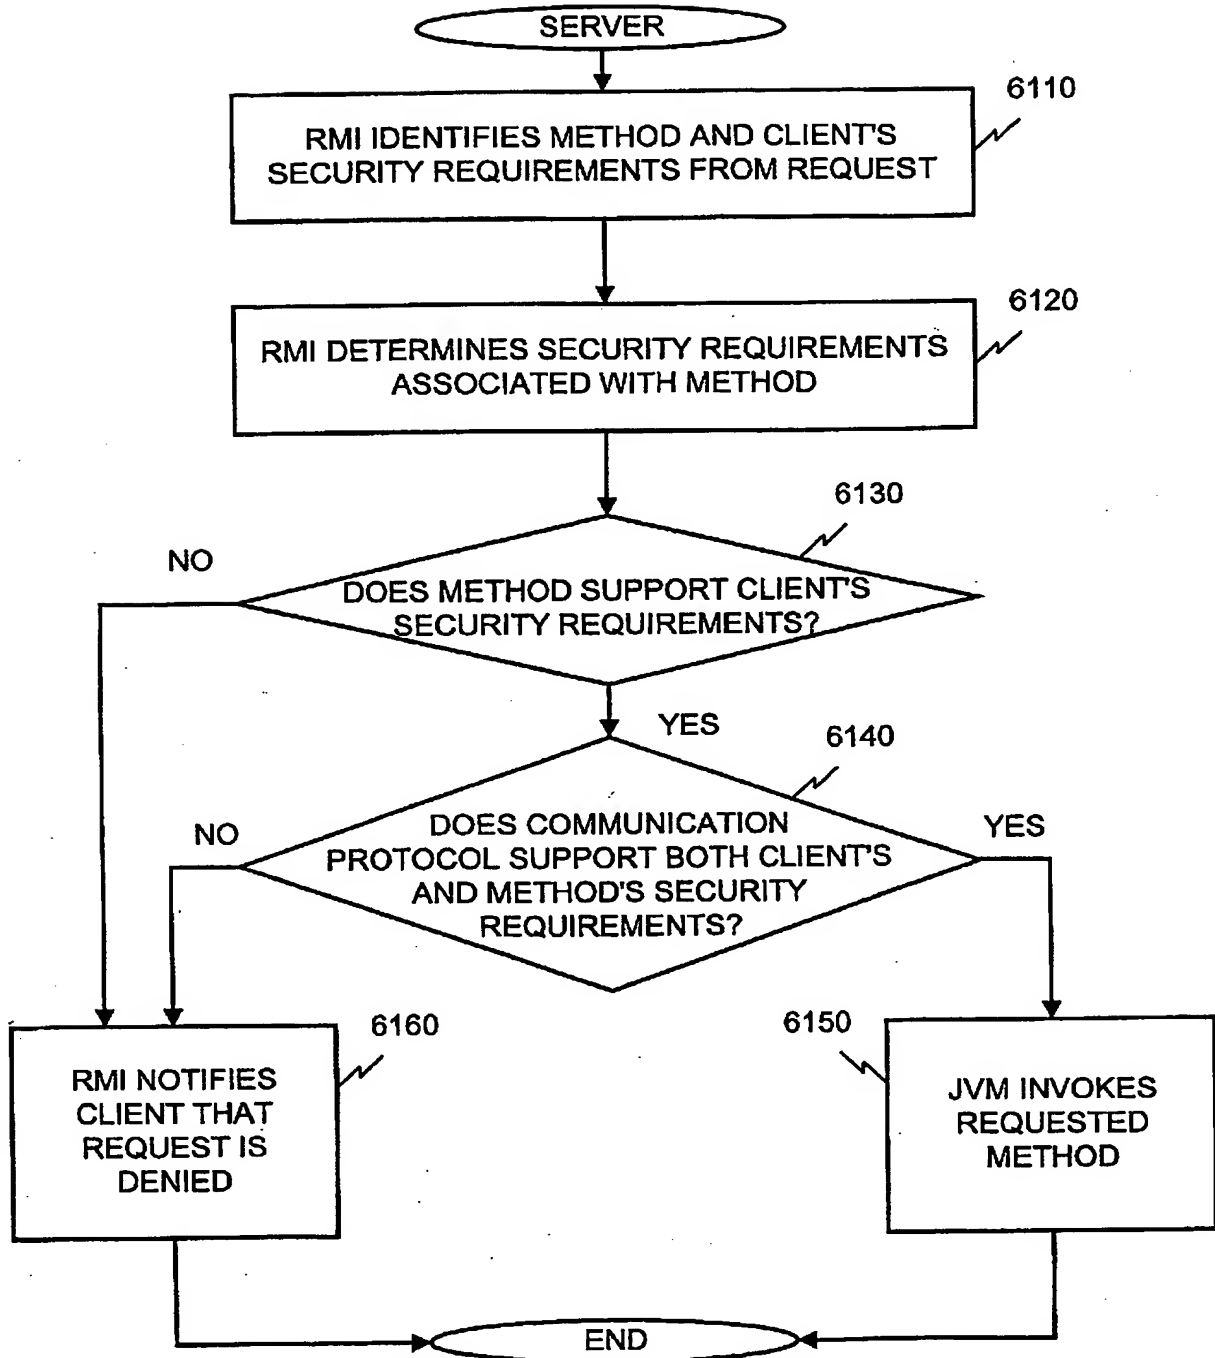 SERVER
6110
RMI IDENTIFIES METHOD AND CLIENT'S
SECURITY REQUIREMENTS FROM REQUEST
6120
RMI DETERMINES SECURITY REQUIREMENTS
ASSOCIATED WITH METHOD
6130
NO
DOES METHOD SUPPORT CLIENT'S
SECURITY REQUIREMENTS?
YES
6140
NO
DOES COMMUNICATION
PROTOCOL SUPPORT BOTH CLIENT'S
AND METHOD'S SECURITY
REQUIREMENTS?
YES
6160
RMI NOTIFIES
CLIENT THAT
REQUEST IS
DENIED
6150
JVM INVOKES
REQUESTED
METHOD
END